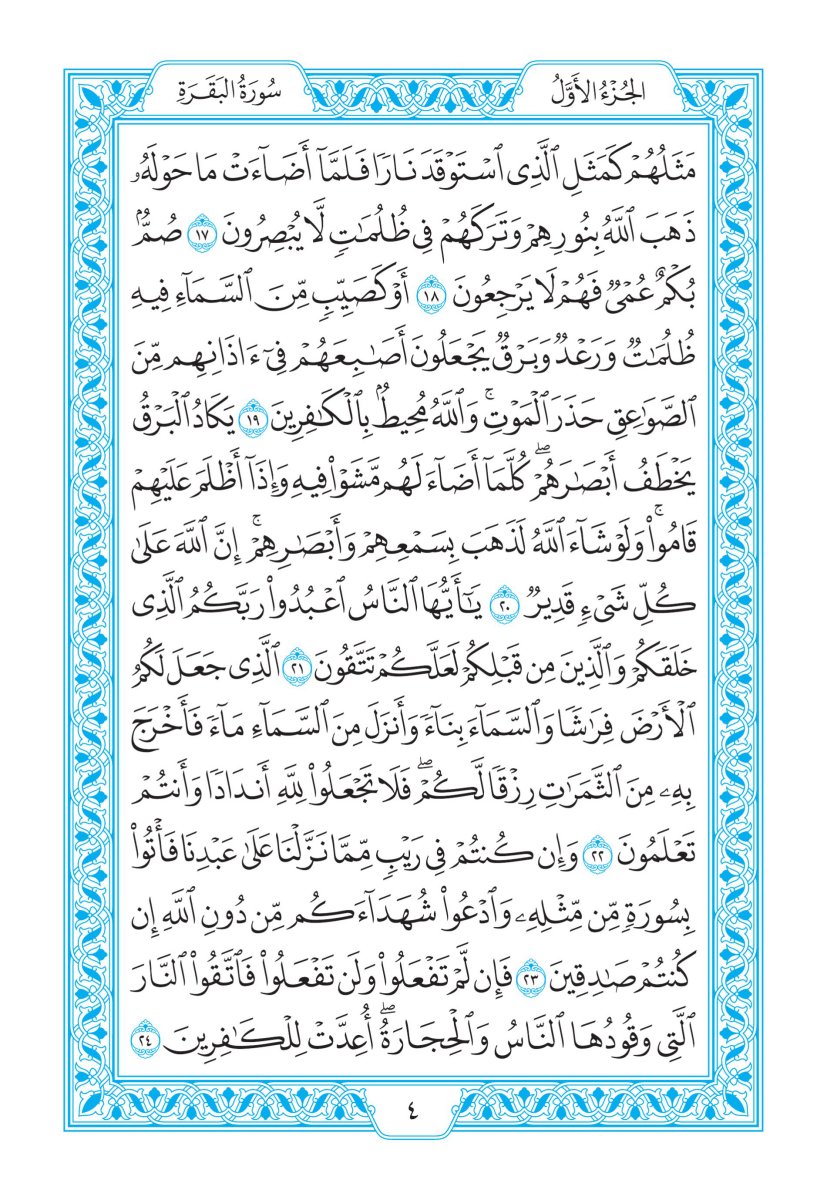 الجُزْءُ الأَوَّلُ
سُورَةُ البَقَرَةِ
مَثَلُهُمْ كَمَثَلِ ٱلَّذِى ٱسْتَوْقَدَ نَارًا فَلَمَّآ أَضَآءَتْ مَا حَوْلَهُۥ
ذَهَبَ ٱللَّهُ بِنُورِهِمْ وَتَرَكَهُمْ فِى ظُلُمَٰتٍ لَّا يُبْصِرُونَ ١٧ صُمٌّۢ
بُكْمٌ عُمْىٌ فَهُمْ لَا يَرْجِعُونَ ١٨ أَوْ كَصَيِّبٍ مِّنَ ٱلسَّمَآءِ فِيهِ
ظُلُمَٰتٌ وَرَعْدٌ وَبَرْقٌ يَجْعَلُونَ أَصَٰبِعَهُمْ فِىٓ ءَاذَانِهِم مِّنَ
ٱلصَّوَٰعِقِ حَذَرَ ٱلْمَوْتِۚ وَٱللَّهُ مُحِيطٌۢ بِٱلْكَٰفِرِينَ ١٩ يَكَادُ ٱلْبَرْقُ
يَخْطَفُ أَبْصَٰرَهُمْۖ كُلَّمَآ أَضَآءَ لَهُم مَّشَوْا۟ فِيهِ وَإِذَآ أَظْلَمَ عَلَيْهِمْ
قَامُوا۟ۚ وَلَوْ شَآءَ ٱللَّهُ لَذَهَبَ بِسَمْعِهِمْ وَأَبْصَٰرِهِمْۚ إِنَّ ٱللَّهَ عَلَىٰ
كُلِّ شَىْءٍ قَدِيرٌ ٢٠ يَٰٓأَيُّهَا ٱلنَّاسُ ٱعْبُدُوا۟ رَبَّكُمُ ٱلَّذِى
خَلَقَكُمْ وَٱلَّذِينَ مِن قَبْلِكُمْ لَعَلَّكُمْ تَتَّقُونَ ٢١ ٱلَّذِى جَعَلَ لَكُمُ
ٱلْأَرْضَ فِرَٰشًا وَٱلسَّمَآءَ بِنَآءً وَأَنزَلَ مِنَ ٱلسَّمَآءِ مَآءً فَأَخْرَجَ
بِهِۦ مِنَ ٱلثَّمَرَٰتِ رِزْقًا لَّكُمْۖ فَلَا تَجْعَلُوا۟ لِلَّهِ أَندَادًا وَأَنتُمْ
تَعْلَمُونَ ٢٢ وَإِن كُنتُمْ فِى رَيْبٍ مِّمَّا نَزَّلْنَا عَلَىٰ عَبْدِنَا فَأْتُوا۟
بِسُورَةٍ مِّن مِّثْلِهِۦ وَٱدْعُوا۟ شُهَدَآءَكُم مِّن دُونِ ٱللَّهِ إِن
كُنتُمْ صَٰدِقِينَ ٢٣ فَإِن لَّمْ تَفْعَلُوا۟ وَلَن تَفْعَلُوا۟ فَٱتَّقُوا۟ ٱلنَّارَ
ٱلَّتِى وَقُودُهَا ٱلنَّاسُ وَٱلْحِجَارَةُۖ أُعِدَّتْ لِلْكَٰفِرِينَ ٢٤
٤